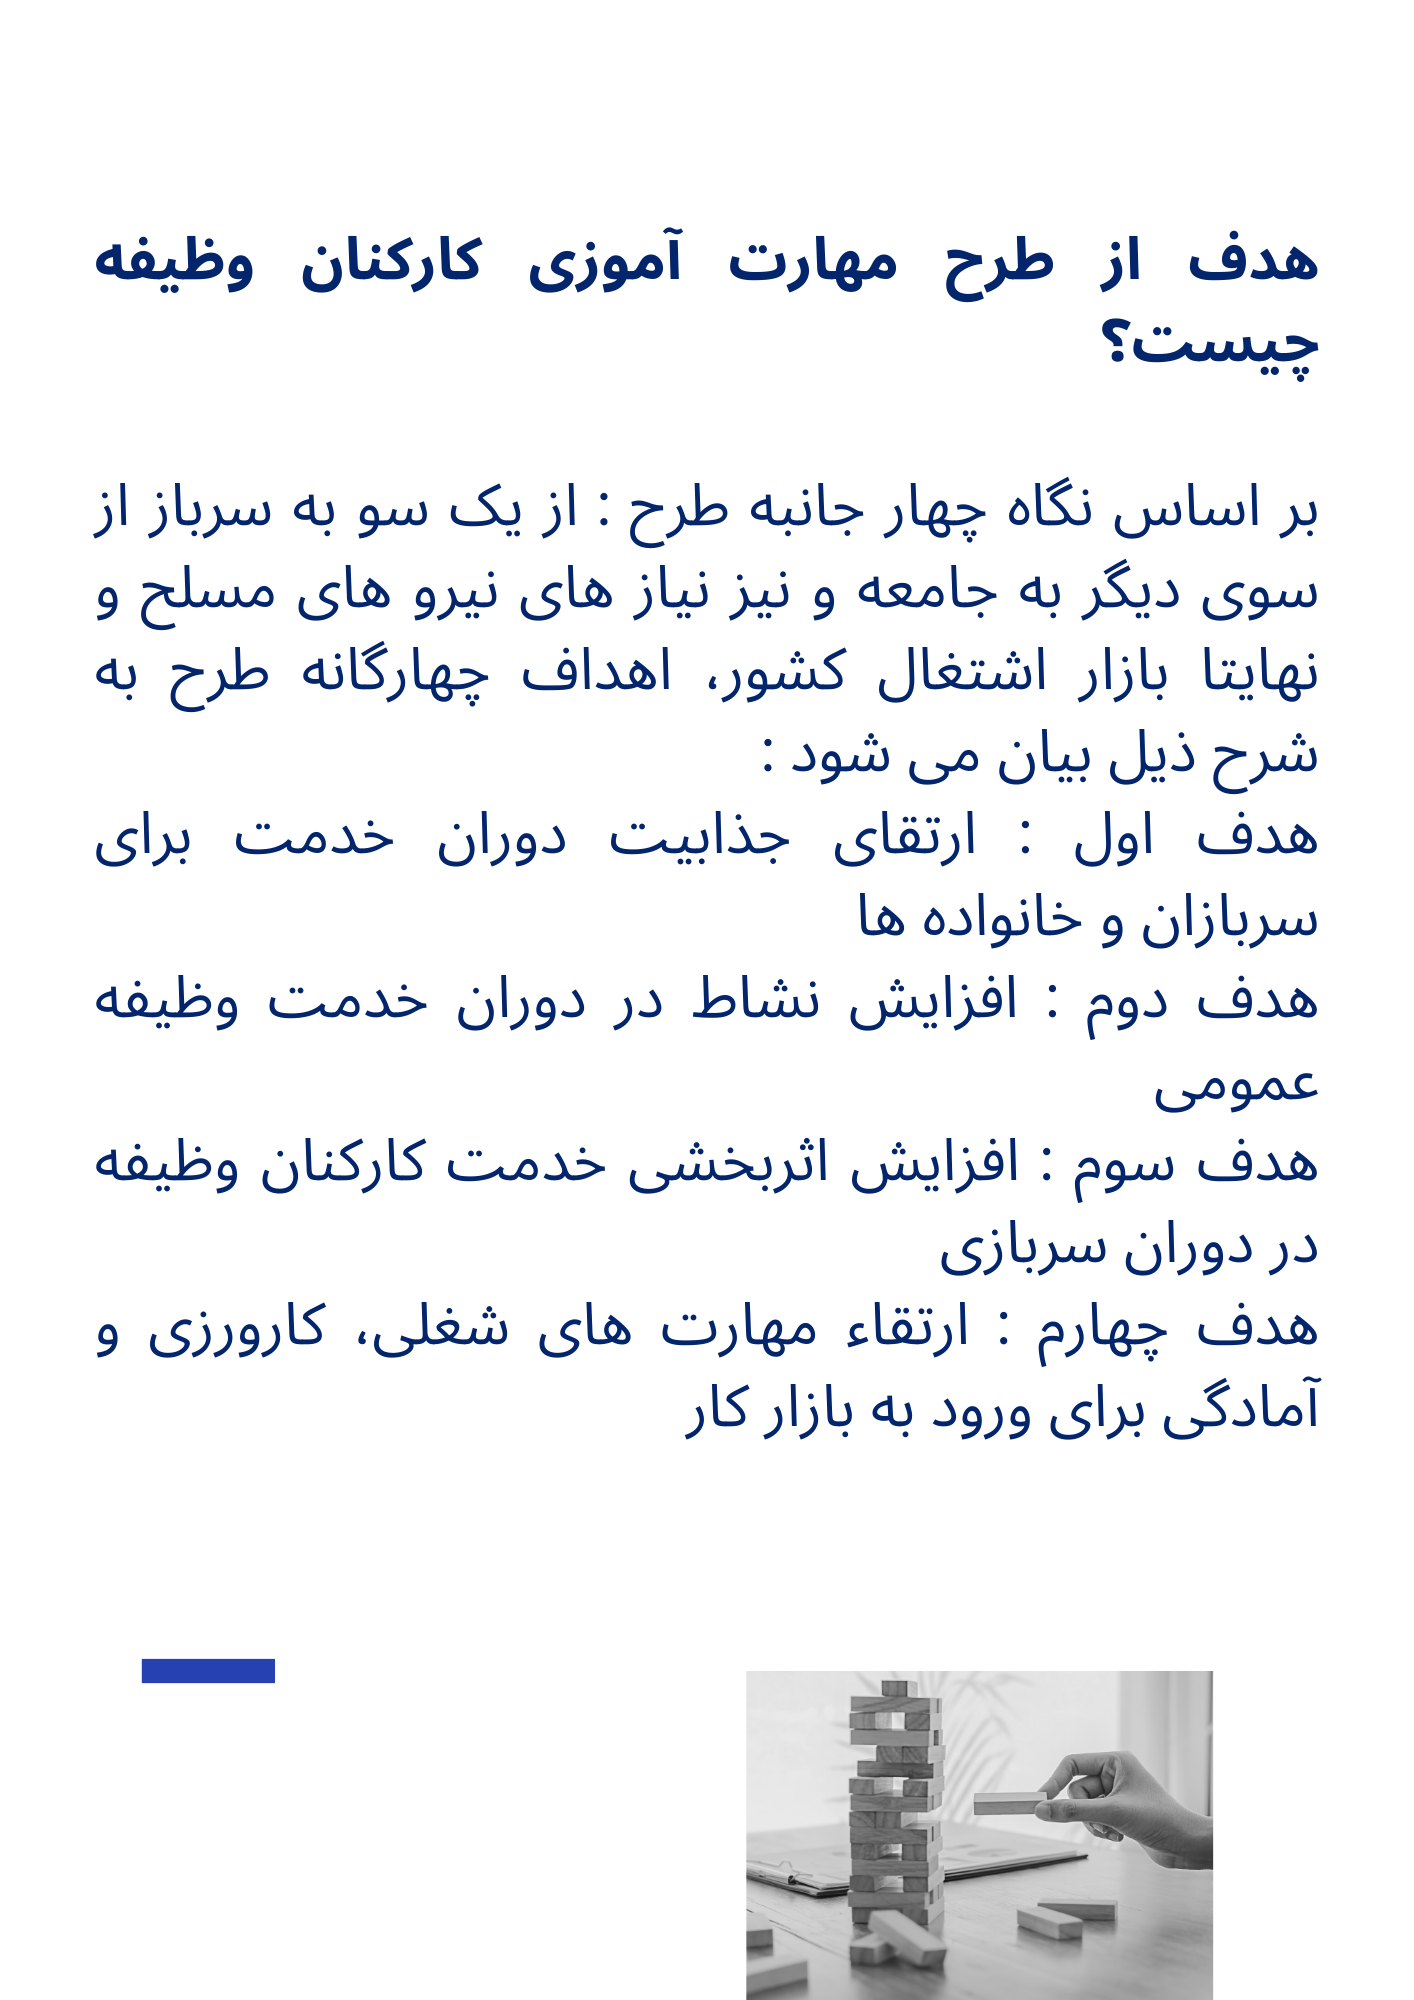 هدف از طرح مهارت آموزی کارکنان وظیفه
چیست؟
بر اساس نگاه چهار جانبه طرح : از یک سو به سرباز از
سوی دیگر به جامعه و نیز نیاز های نیرو های مسلح و
نهایتا بازار اشتغال کشور، اهداف چهارگانه طرح به
شرح ذیل بیان می شود :
هدف اول : ارتقای جذابیت دوران خدمت برای
سربازان و خانواده ها
هدف دوم : افزایش نشاط در دوران خدمت وظیفه
عمومی
هدف سوم : افزایش اثربخشی خدمت کارکنان وظیفه
در دوران سربازی
هدف چهارم : ارتقاء مهارت های شغلی، کارورزی و
آمادگی برای ورود به بازار کار